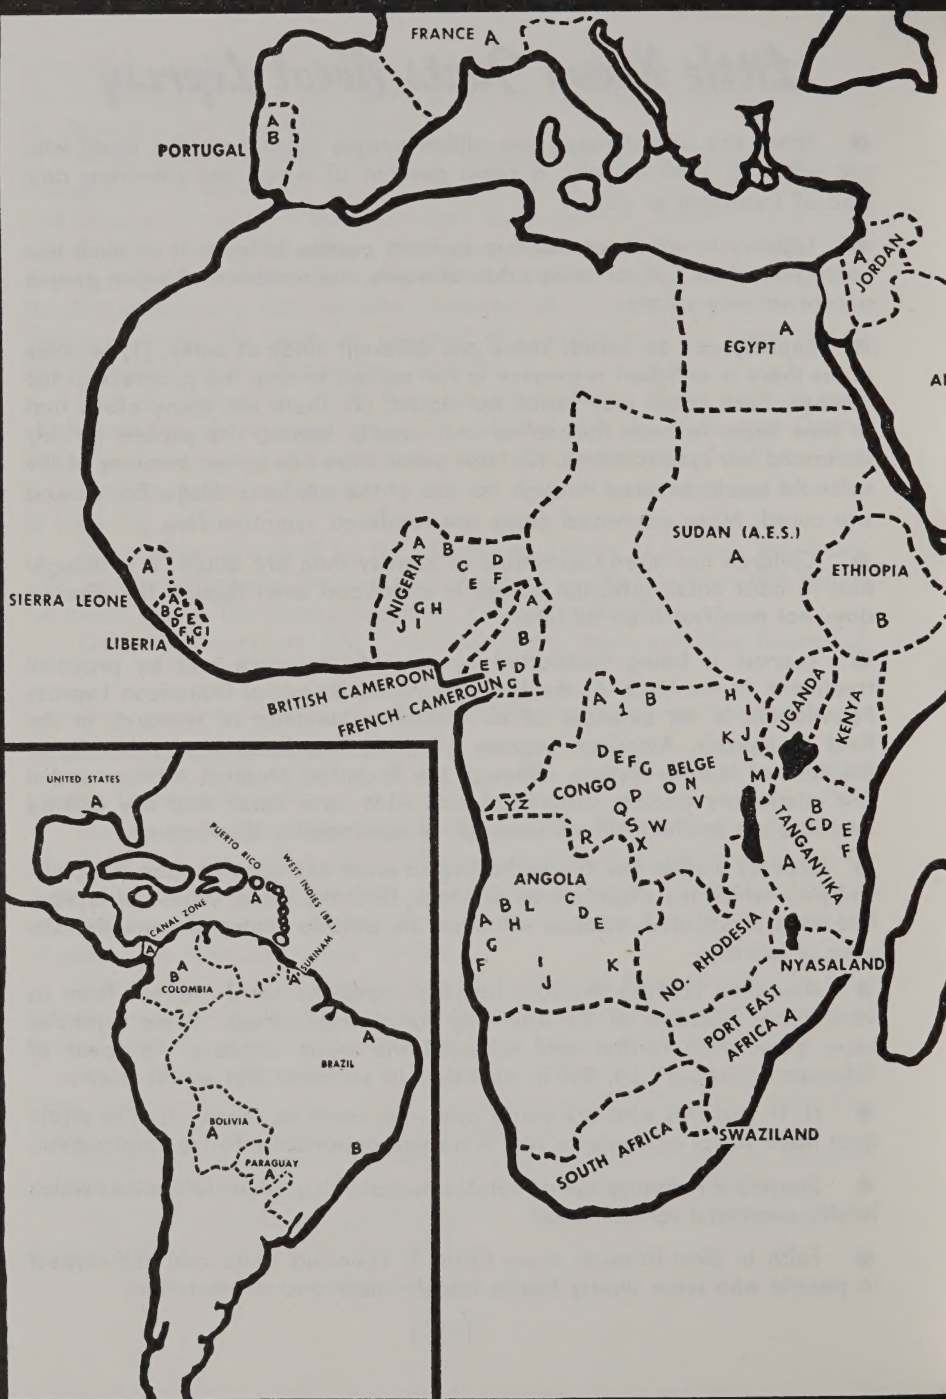 FRANCE A
A
B
PORTUGAL
A
JORDAN
A
EGYPT
SUDAN (A.E.S.)
A
ETHIOPIA
B
A
SIERRA LEONE
A
B C E
D F G I
H
LIBERIA
NIGERIA
A B D
C F
E
G H
J I
A
B
E F D
G
BRITISH CAMEROON
FRENCH CAMEROUN
UGANDA
KENYA
A 1 B H
K J
L
M
D E F G
CONGO BELGE
P O N
Q V
YZ
S W
R X
TANGANYIKA
B
C D E
F
A
ANGOLA
A B L C
D
H E
G
F I K
J
NO. RHODESIA
NYASALAND
PORT EAST
AFRICA A
SWAZILAND
SOUTH AFRICA
UNITED STATES
A
PUERTO RICO
A
WEST INDIES (BR.)
CANAL ZONE
A
SURINAM
A
B
A
COLOMBIA
A
BRAZIL
B
BOLIVIA
A
PARAGUAY
A